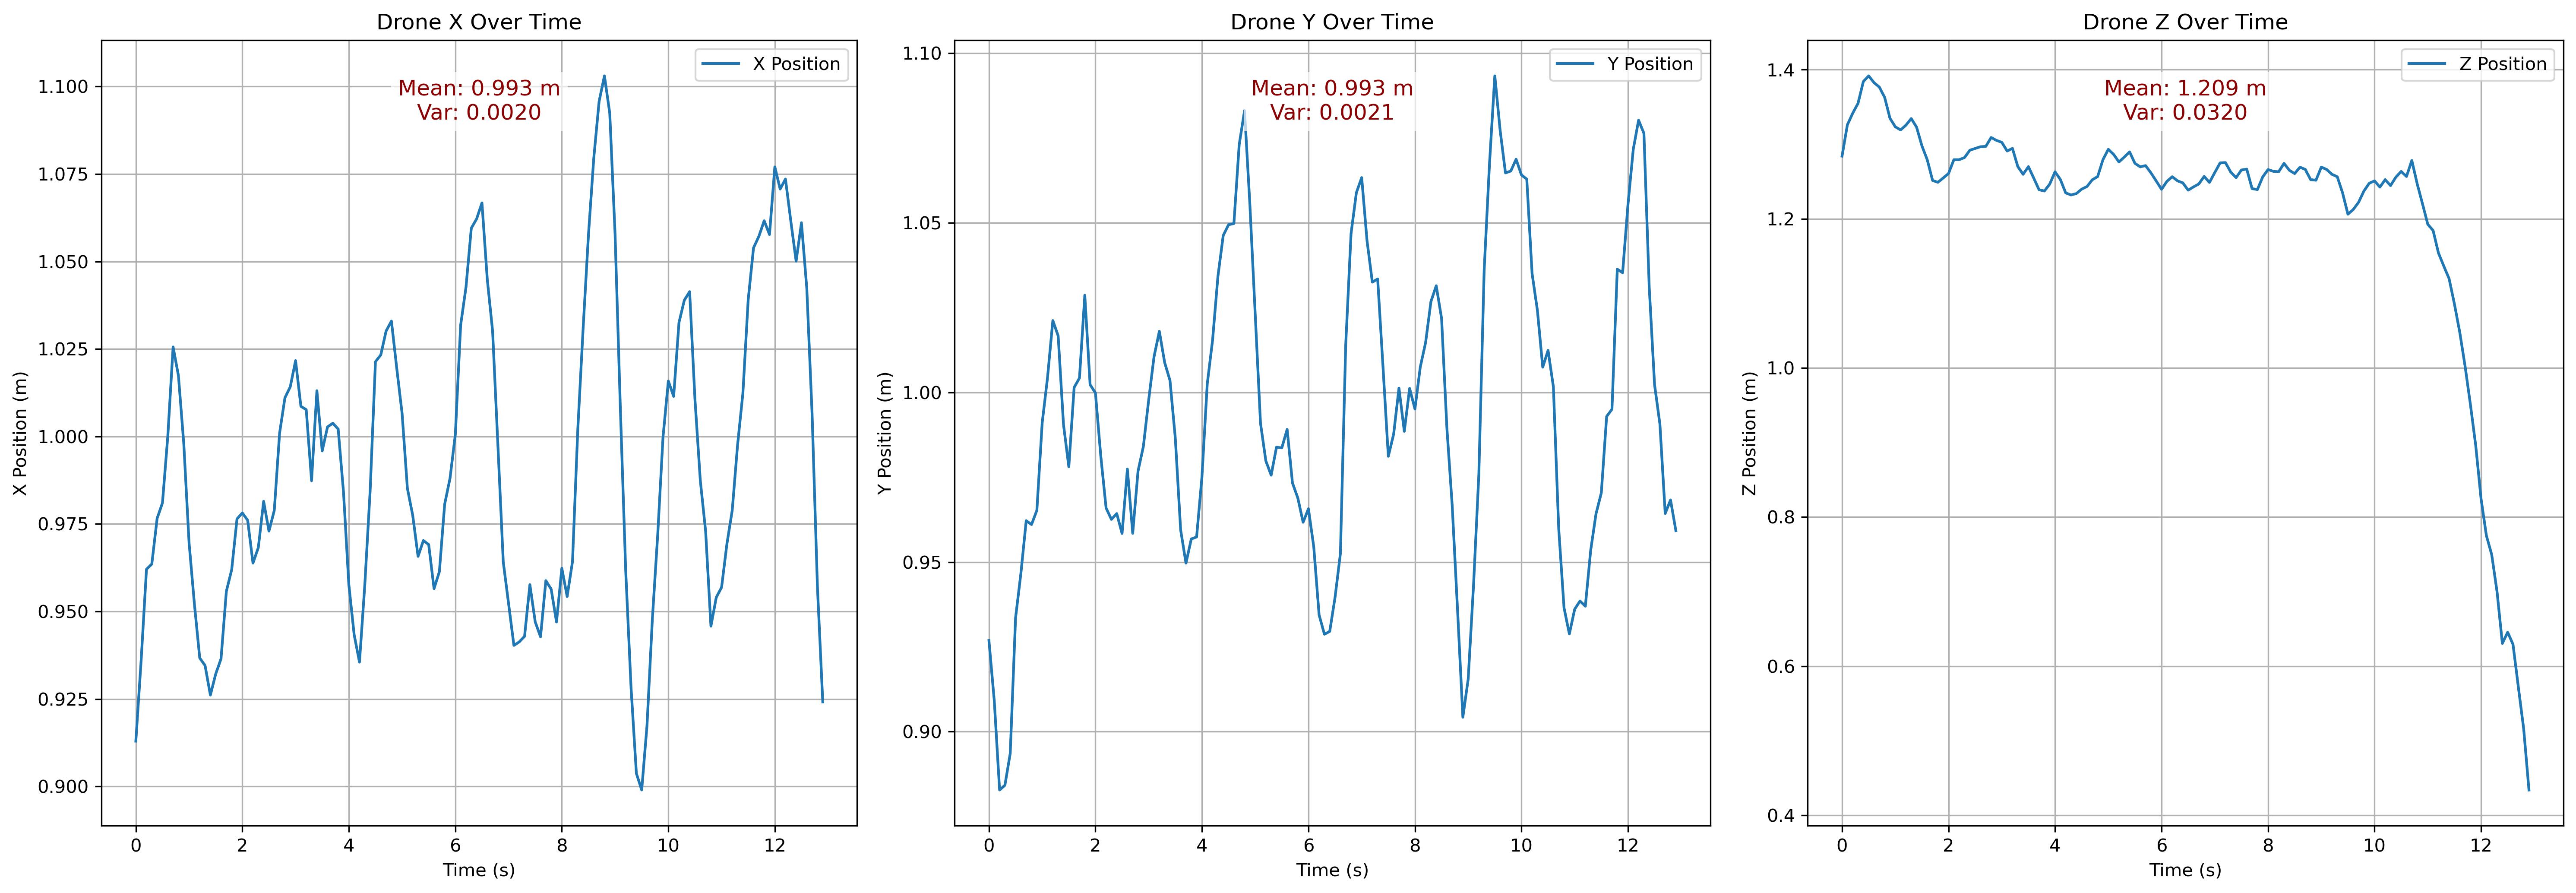 Drone X Over Time
X Position
Mean: 0.993 m
Var: 0.0020
1.100
1.075
1.050
1.025
1.000
0.975
0.950
0.925
0.900
X Position (m)
0 2 4 6 8 10 12
Time (s)
Drone Y Over Time
Y Position
Mean: 0.993 m
Var: 0.0021
1.10
1.05
1.00
0.95
0.90
Y Position (m)
0 2 4 6 8 10 12
Time (s)
Drone Z Over Time
Z Position
Mean: 1.209 m
Var: 0.0320
1.4
1.2
1.0
0.8
0.6
0.4
Z Position (m)
0 2 4 6 8 10 12
Time (s)